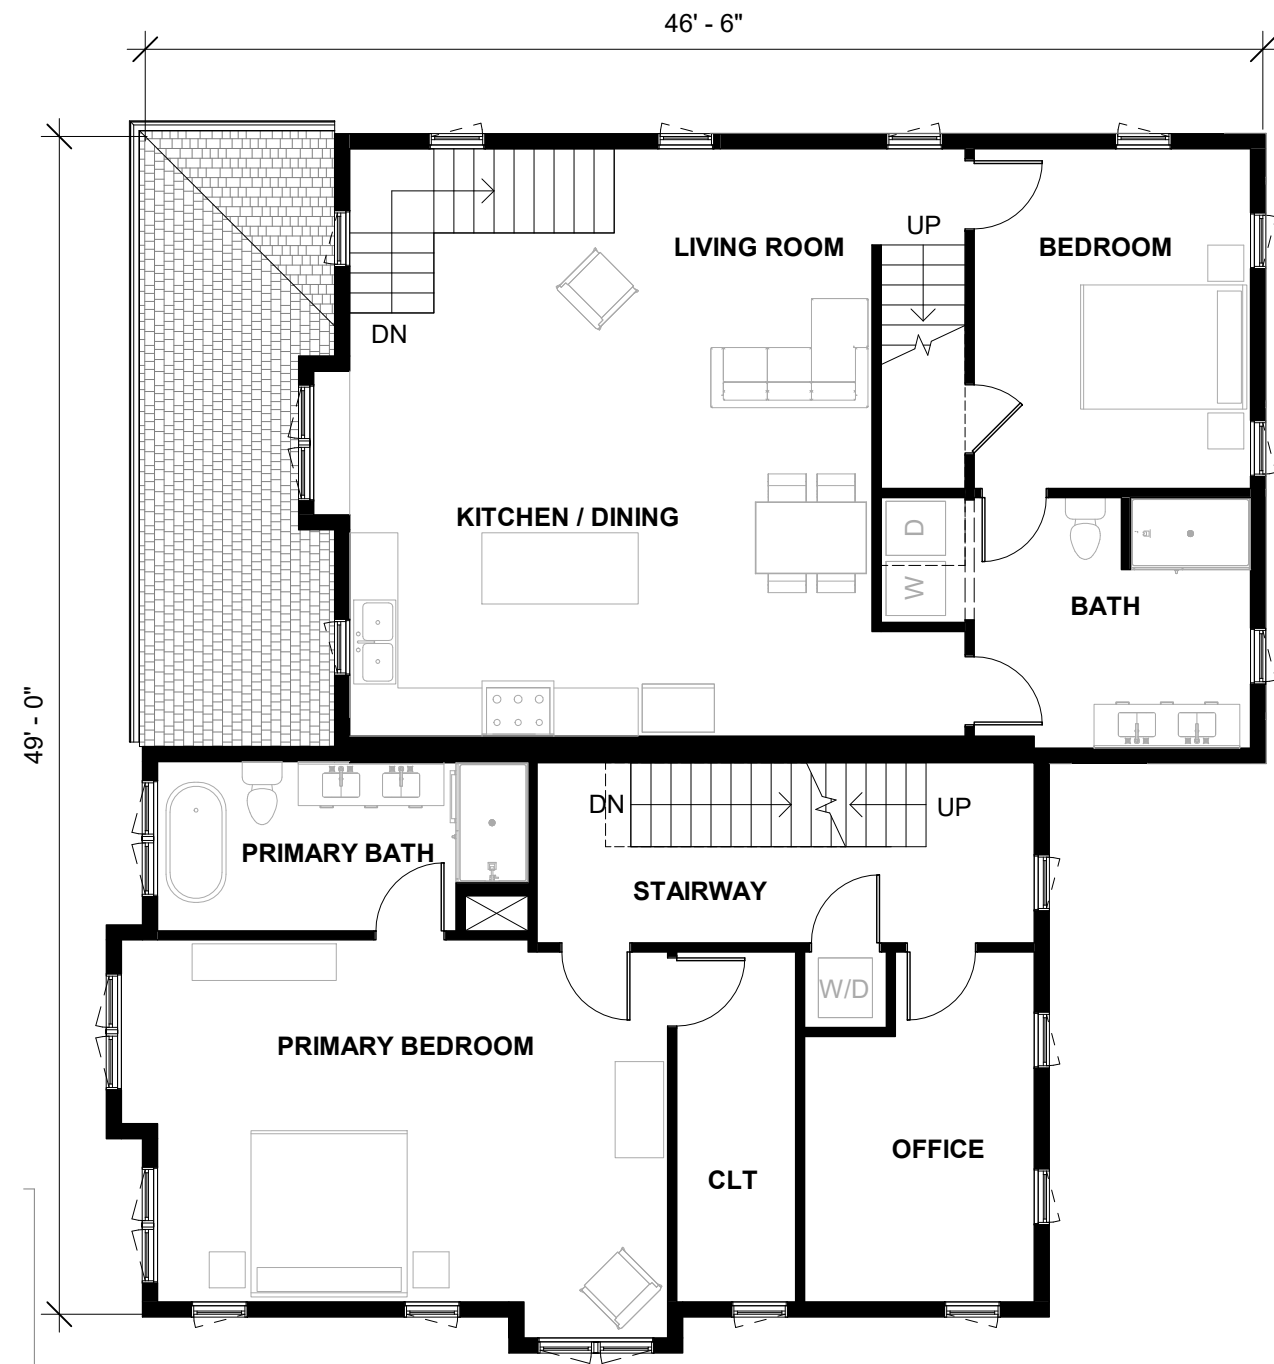 46' - 6"
UP
LIVING ROOM
BEDROOM
DN
KITCHEN / DINING
D
W
BATH
49' - 0"
DN
UP
PRIMARY BATH
STAIRWAY
W/D
PRIMARY BEDROOM
OFFICE
CLT